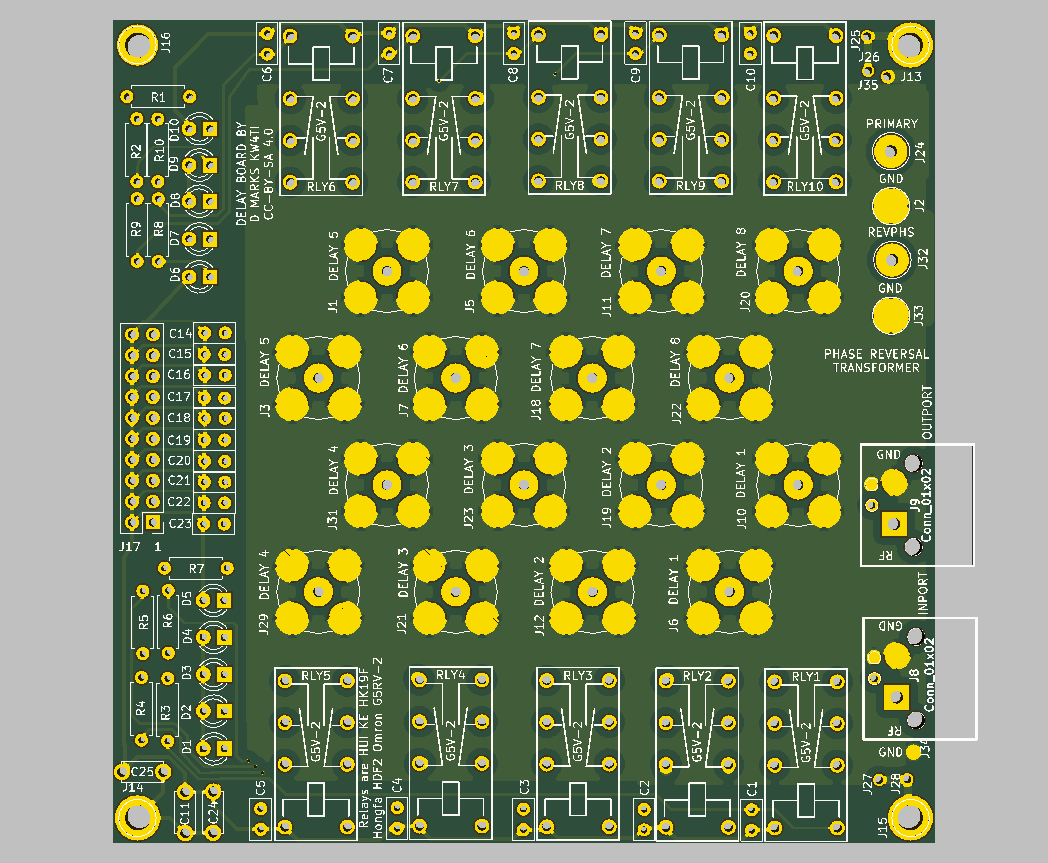 J16
C6
C7
C8
C9
C10
J25
J26
J35
J13
R1
R2
R10
D10
D9
D8
D7
D6
R9
R8
DELAY BOARD BY
D MARKS KW4TI
CC-BY-SA 4.0
G5V-2
RLY6
G5V-2
RLY7
G5V-2
RLY8
G5V-2
RLY9
G5V-2
RLY10
PRIMARY
J24
GND
J2
REVPHS
J32
GND
J33
PHASE REVERSAL
TRANSFORMER
DELAY 5
J1
DELAY 6
J5
DELAY 7
J11
DELAY 8
J20
DELAY 5
J3
DELAY 6
J7
DELAY 7
J18
DELAY 8
J22
C14
C15
C16
C17
C18
C19
C20
C21
C22
C23
J17 1
DELAY 4
J31
DELAY 3
J23
DELAY 2
J19
DELAY 1
J10
OUTPORT
GND
J9
Conn_01x02
RF
DELAY 4
J29
DELAY 3
J21
DELAY 2
J12
DELAY 1
J6
INPORT
GND
J8
Conn_01x02
RF
R7
R5
R6
D5
D4
D3
D2
D1
R4
R3
RLY5
G5V-2
Relays are HUI KE HK19F
Hongfa HDF2 Omron G5RV-2
RLY4
G5V-2
RLY3
G5V-2
RLY2
G5V-2
RLY1
G5V-2
GND
J34
J27
J28
J15
C25
J14
C11
C24
C5
C4
C3
C2
C1